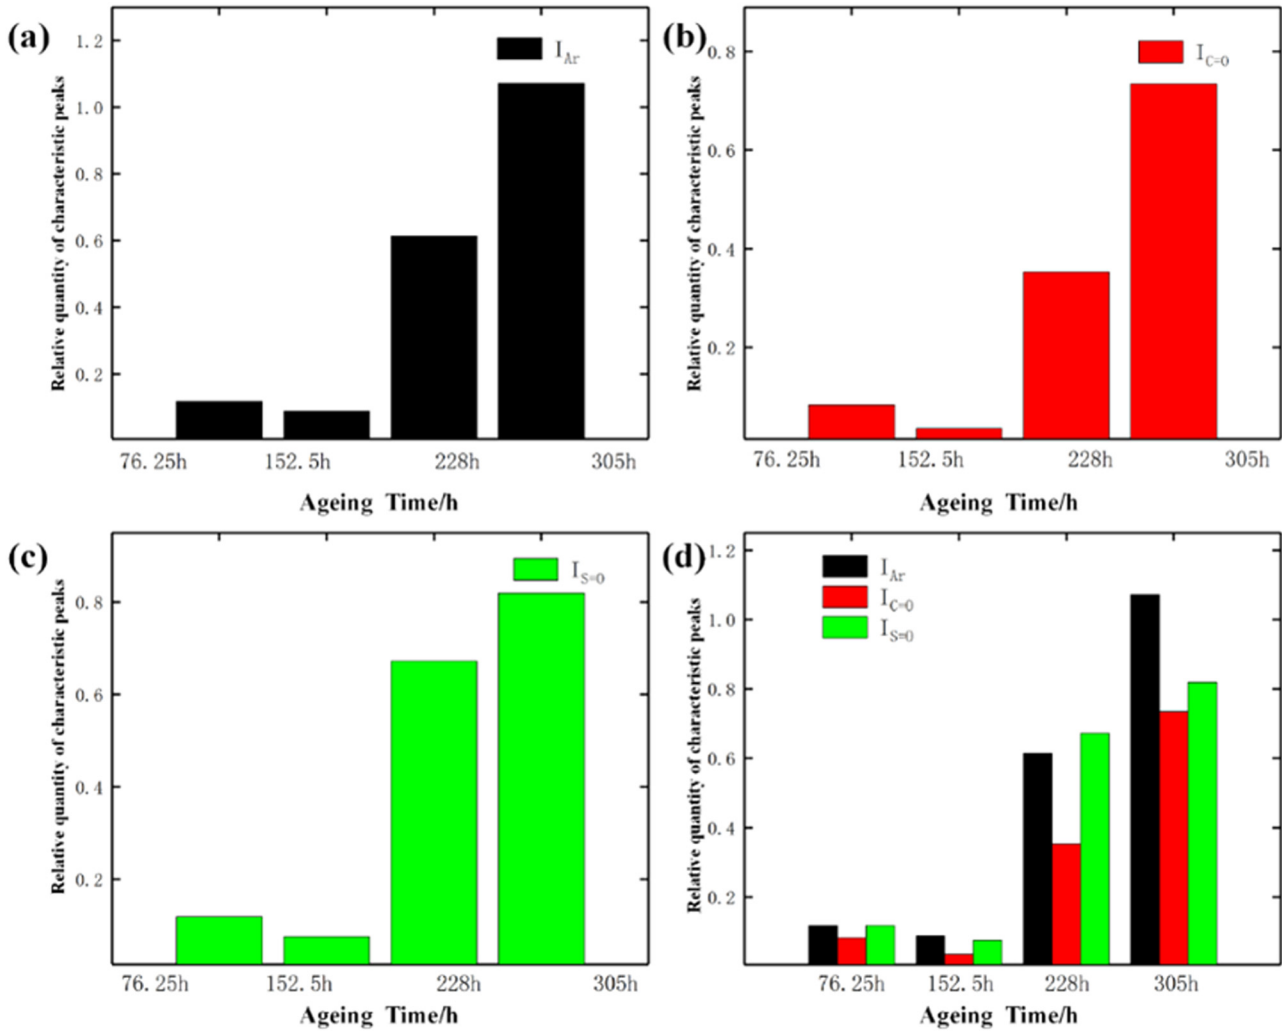 (a)
I_Ar
1.2
1.0
0.8
0.6
0.4
0.2
Relative quantity of characteristic peaks
76.25h 152.5h 228h 305h
Ageing Time/h
(b)
I_C=O
0.8
0.6
0.4
0.2
Relative quantity of characteristic peaks
76.25h 152.5h 228h 305h
Ageing Time/h
(c)
I_S=O
0.8
0.6
0.4
0.2
Relative quantity of characteristic peaks
76.25h 152.5h 228h 305h
Ageing Time/h
(d)
I_Ar
I_C=O
I_S=O
1.2
1.0
0.8
0.6
0.4
0.2
Relative quantity of characteristic peaks
76.25h 152.5h 228h 305h
Ageing Time/h